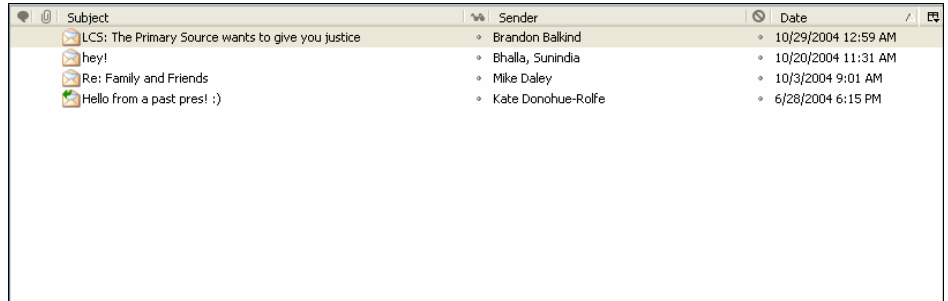 Subject Sender Date
LCS: The Primary Source wants to give you justice Brandon Balkind 10/29/2004 12:59 AM
hey! Bhalla, Sunindia 10/20/2004 11:31 AM
Re: Family and Friends Mike Daley 10/3/2004 9:01 AM
Hello from a past pres! :) Kate Donohue-Rolfe 6/28/2004 6:15 PM